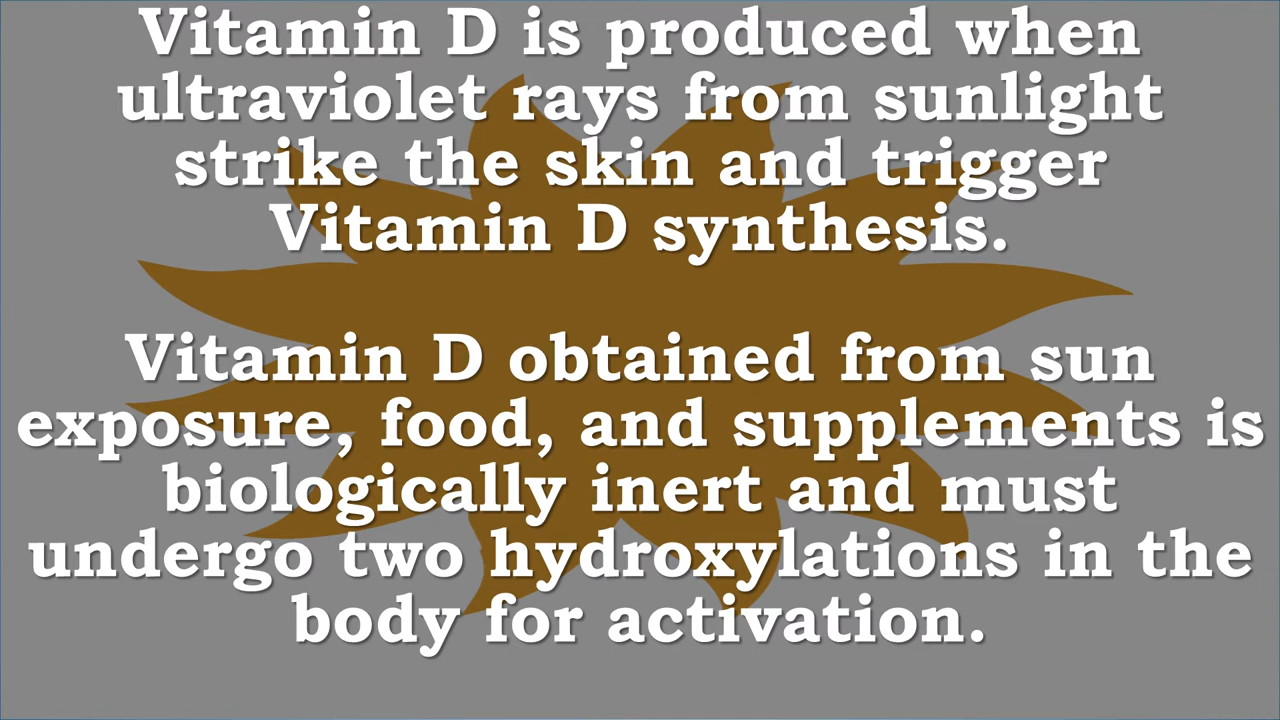 Vitamin D is produced when
ultraviolet rays from sunlight
strike the skin and trigger
Vitamin D synthesis.
Vitamin D obtained from sun
exposure, food, and supplements is
biologically inert and must
undergo two hydroxylations in the
body for activation.